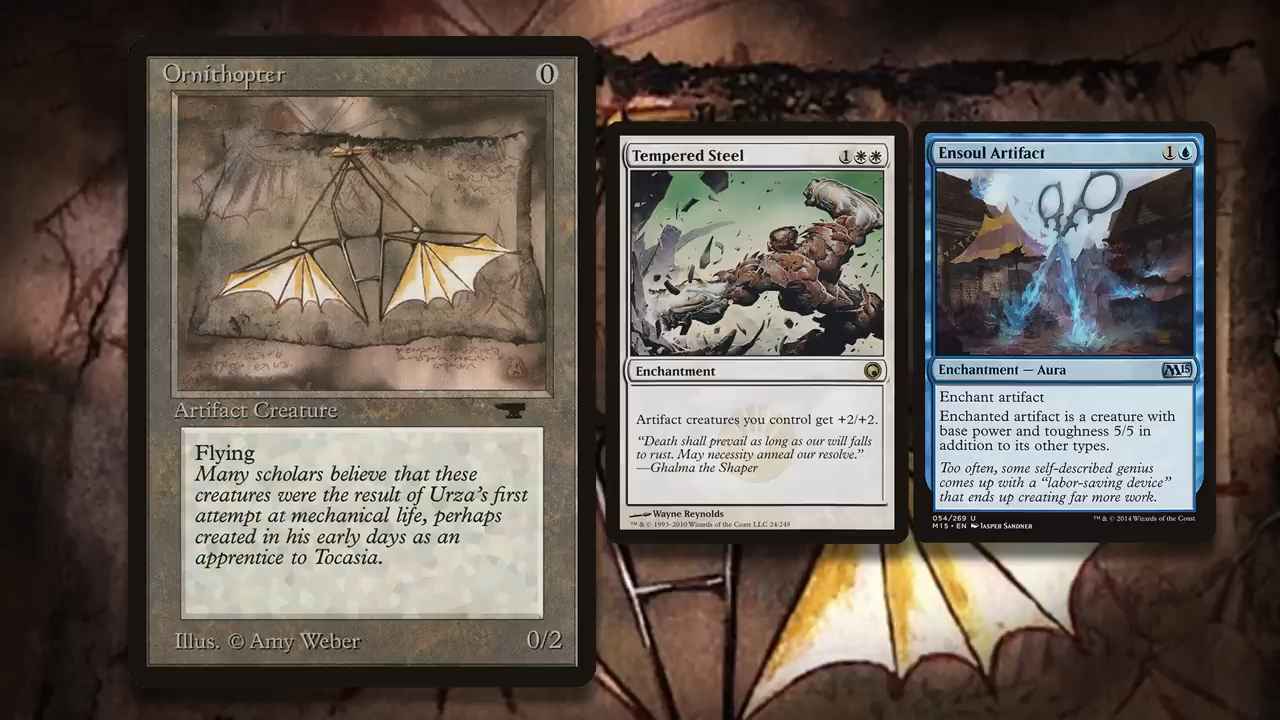 Ornithopter 0
Artifact Creature
Flying
Many scholars believe that these
creatures were the result of Urza's first
attempt at mechanical life, perhaps
created in his early days as an
apprentice to Tocasia.
Illus. © Amy Weber 0/2
Tempered Steel 1
Enchantment
Artifact creatures you control get +2/+2.
"Death shall prevail as long as our will falls
to rust. May necessity anneal our resolve."
—Ghalma the Shaper
Wayne Reynolds
™ & © 1993–2010 Wizards of the Coast LLC 24/249
Ensoul Artifact 1
Enchantment — Aura M15
Enchant artifact
Enchanted artifact is a creature with
base power and toughness 5/5 in
addition to its other types.
Too often, some self-described genius
comes up with a "labor-saving device"
that ends up creating far more work.
054/269 U
M15 • EN Jasper Sandner
™ & © 2014 Wizards of the Coast